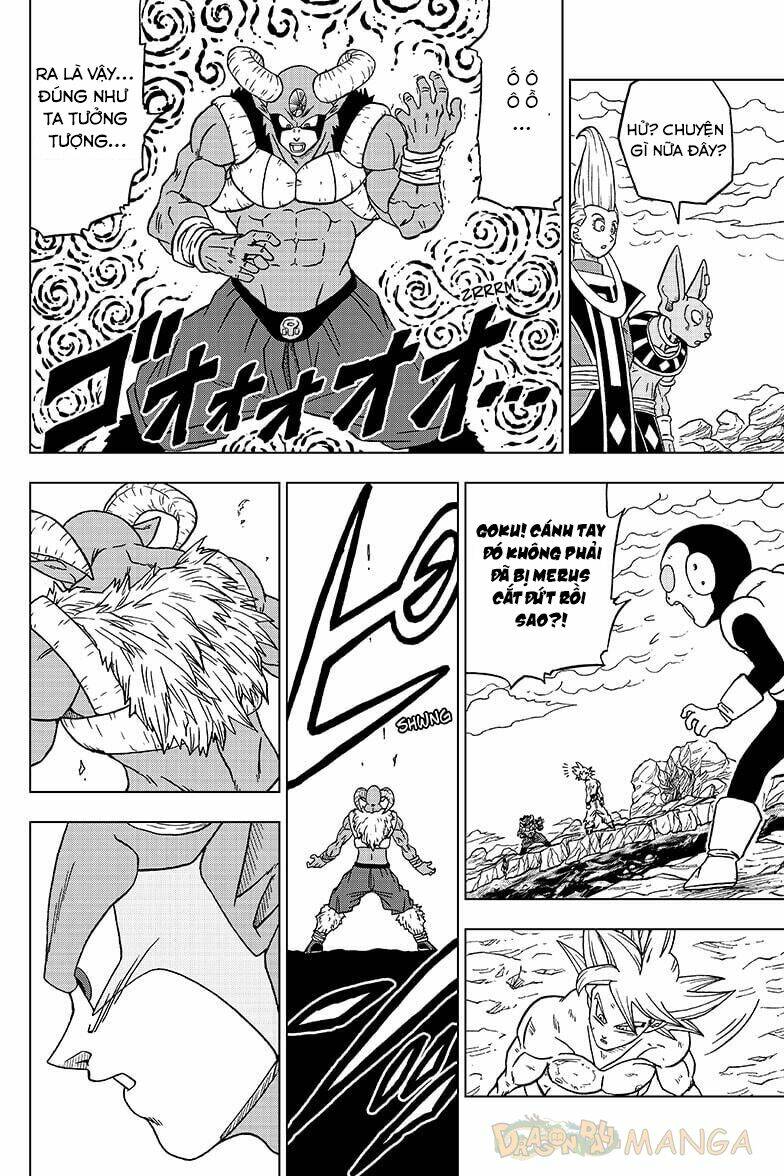 HỬ? CHUYỆN
GÌ NỮA ĐÂY?
Ố Ô
Ô Ồ
...
RA LÀ VẬY...
ĐÚNG NHƯ
TA TƯỞNG
TƯỢNG...
ZRRRM
ゴォォォオオオ...
GOKU! CÁNH TAY
ĐÓ KHÔNG PHẢI
ĐÃ BỊ MERUS
CẮT ĐỨT RỒI
SAO?!
SHWNG
DRAGON BALL MANGA